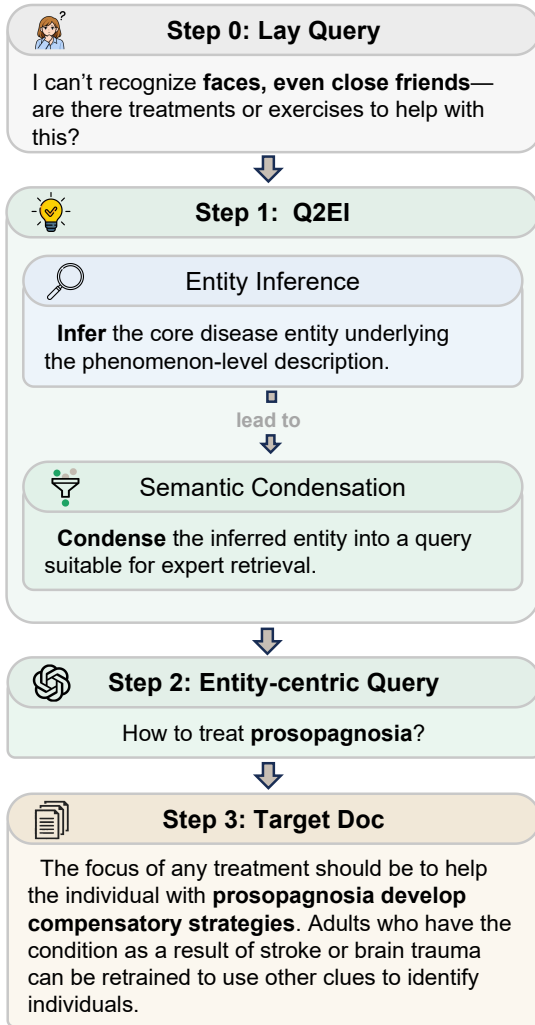 ?
Step 0: Lay Query
I can't recognize faces, even close friends—
are there treatments or exercises to help with
this?
Step 1: Q2EI
Entity Inference
Infer the core disease entity underlying
the phenomenon-level description.
lead to
Semantic Condensation
Condense the inferred entity into a query
suitable for expert retrieval.
Step 2: Entity-centric Query
How to treat prosopagnosia?
Step 3: Target Doc
The focus of any treatment should be to help
the individual with prosopagnosia develop
compensatory strategies. Adults who have the
condition as a result of stroke or brain trauma
can be retrained to use other clues to identify
individuals.